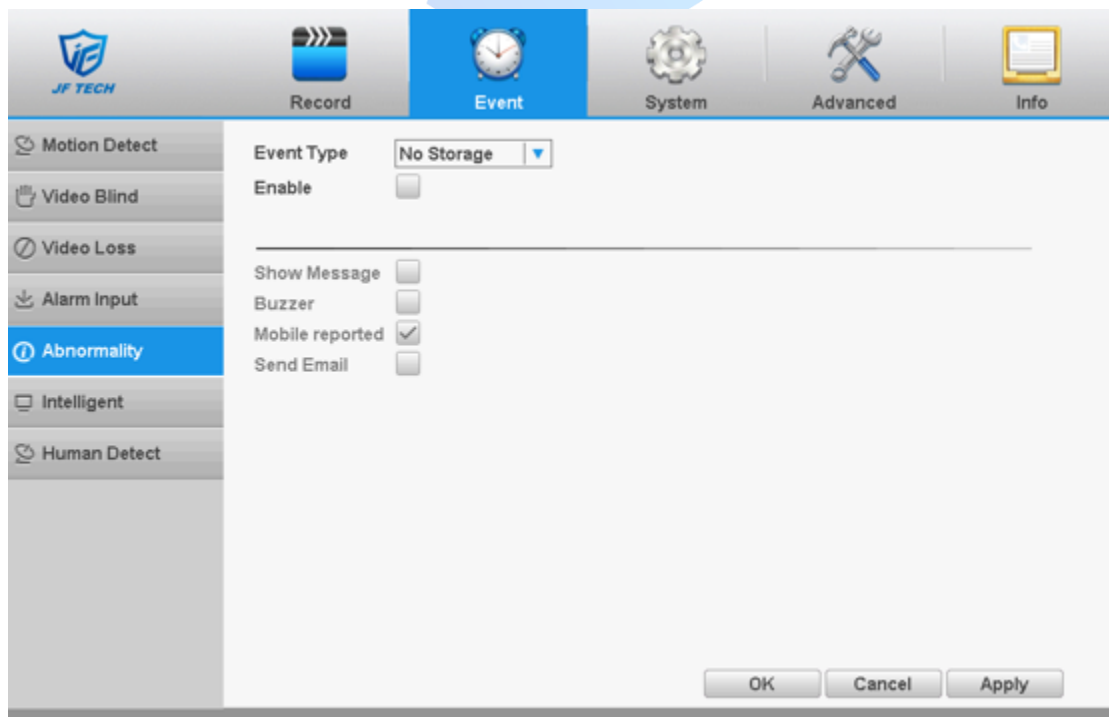 JF TECH
Record
Event
System
Advanced
Info
Motion Detect
Video Blind
Video Loss
Alarm Input
Abnormality
Intelligent
Human Detect
Event Type No Storage
Enable
Show Message
Buzzer
Mobile reported
Send Email
OK Cancel Apply